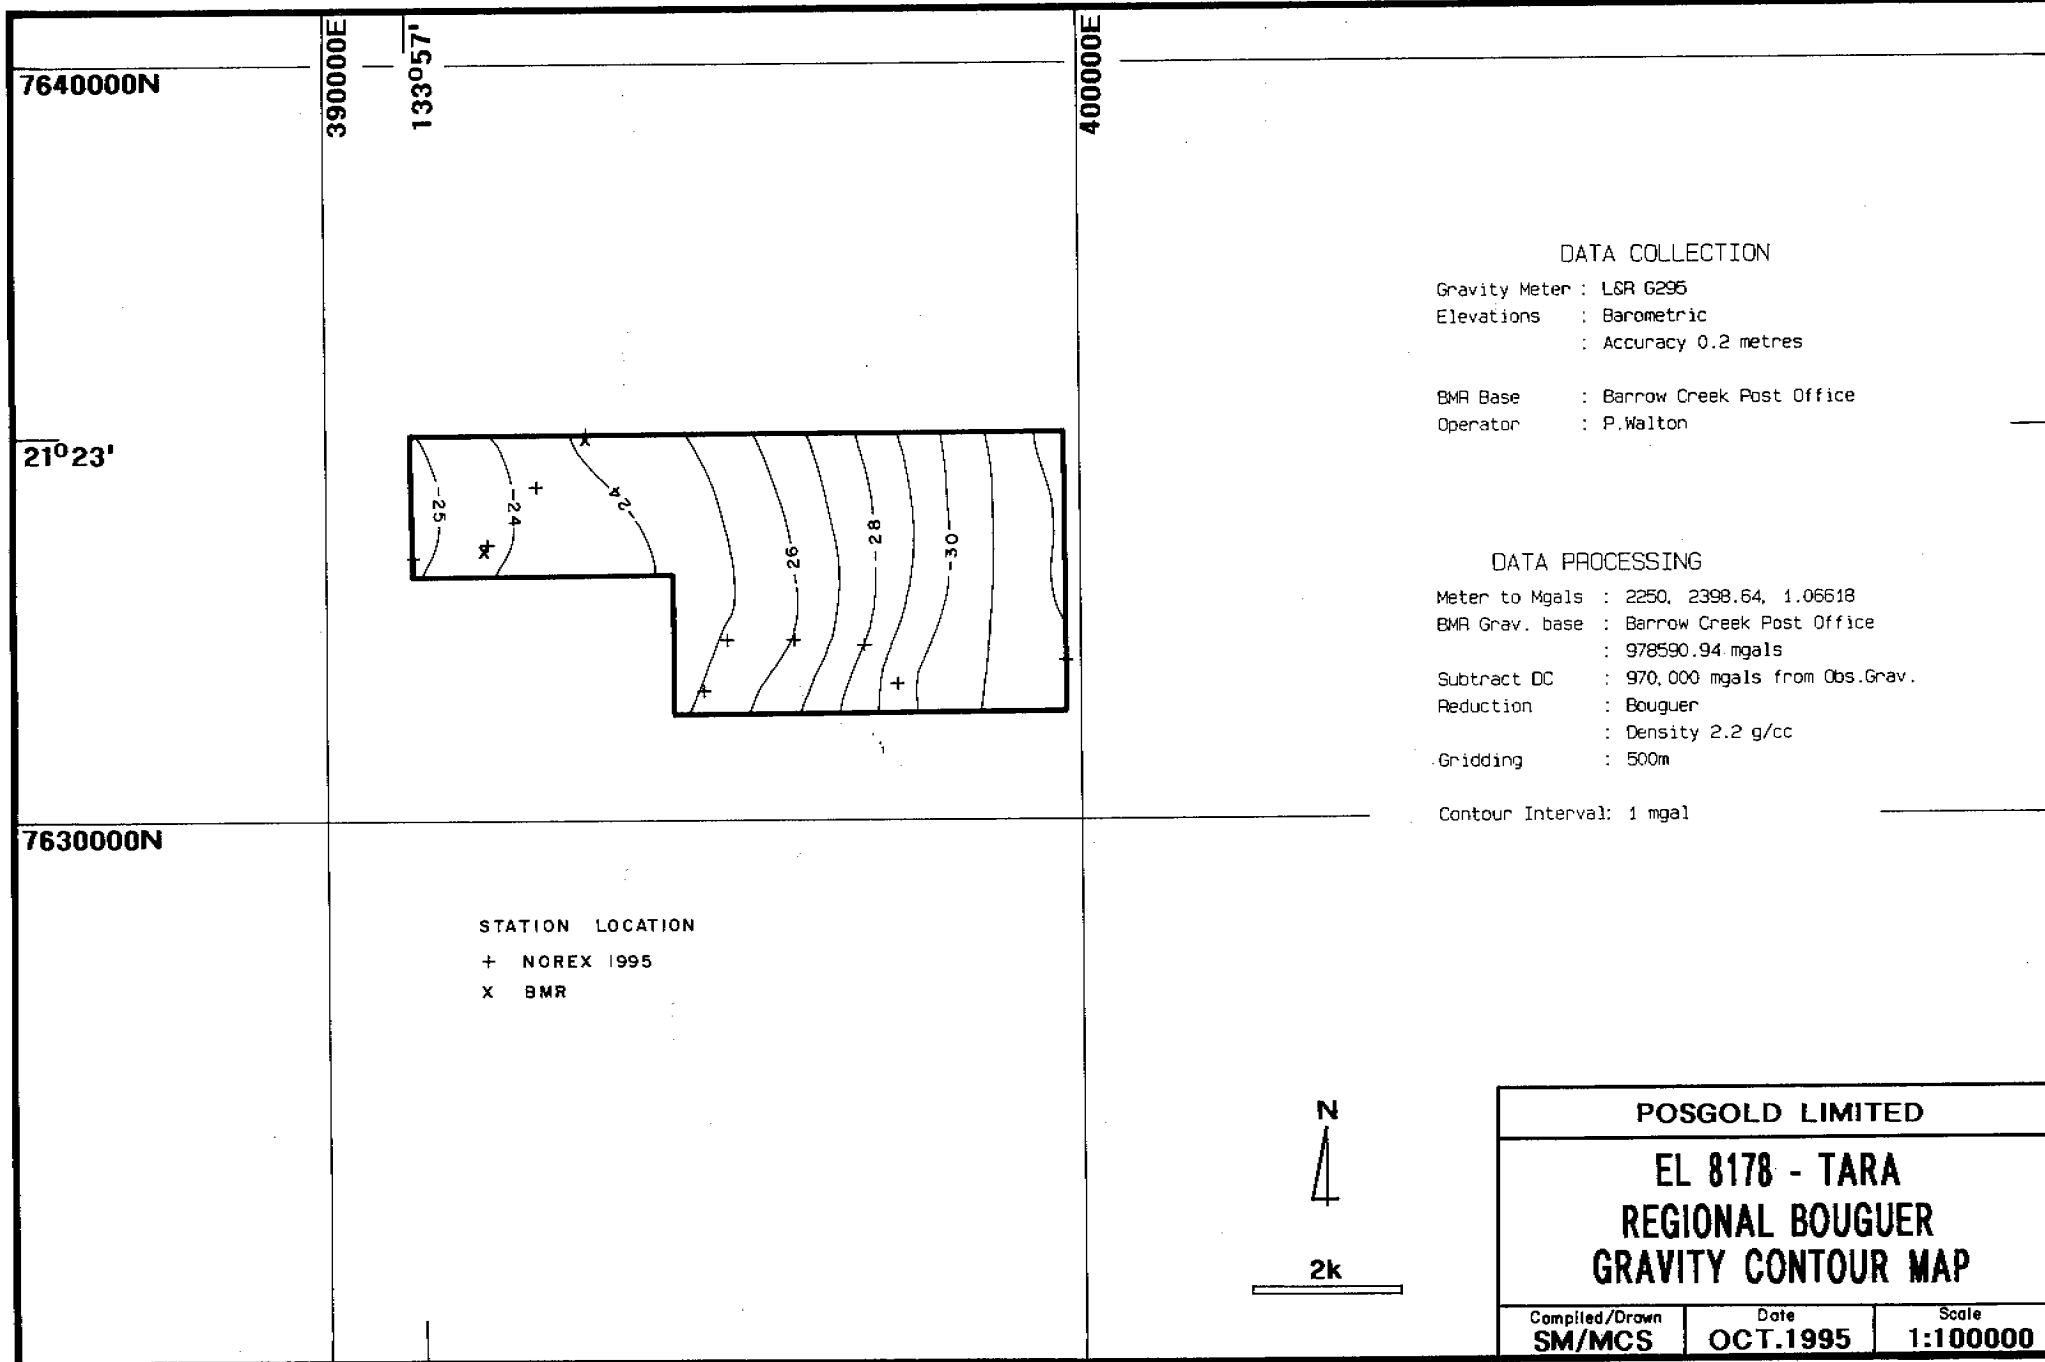 390000E
133°57'
400000E
7640000N
DATA COLLECTION
Gravity Meter : L&R G295
Elevations : Barometric
: Accuracy 0.2 metres
BMR Base : Barrow Creek Post Office
Operator : P.Walton
21°23'
-25
-24
-24
-26
-28
-30
DATA PROCESSING
Meter to Mgals : 2250, 2398.64, 1.06618
BMR Grav. base : Barrow Creek Post Office
: 978590.94 mgals
Subtract DC : 970,000 mgals from Obs.Grav.
Reduction : Bouguer
: Density 2.2 g/cc
Gridding : 500m
Contour Interval: 1 mgal
7630000N
STATION LOCATION
+ NOREX 1995
X BMR
N
2k
POSGOLD LIMITED
EL 8178 - TARA
REGIONAL BOUGUER
GRAVITY CONTOUR MAP
Compiled/Drawn
SM/MCS
Date
OCT.1995
Scale
1:100000